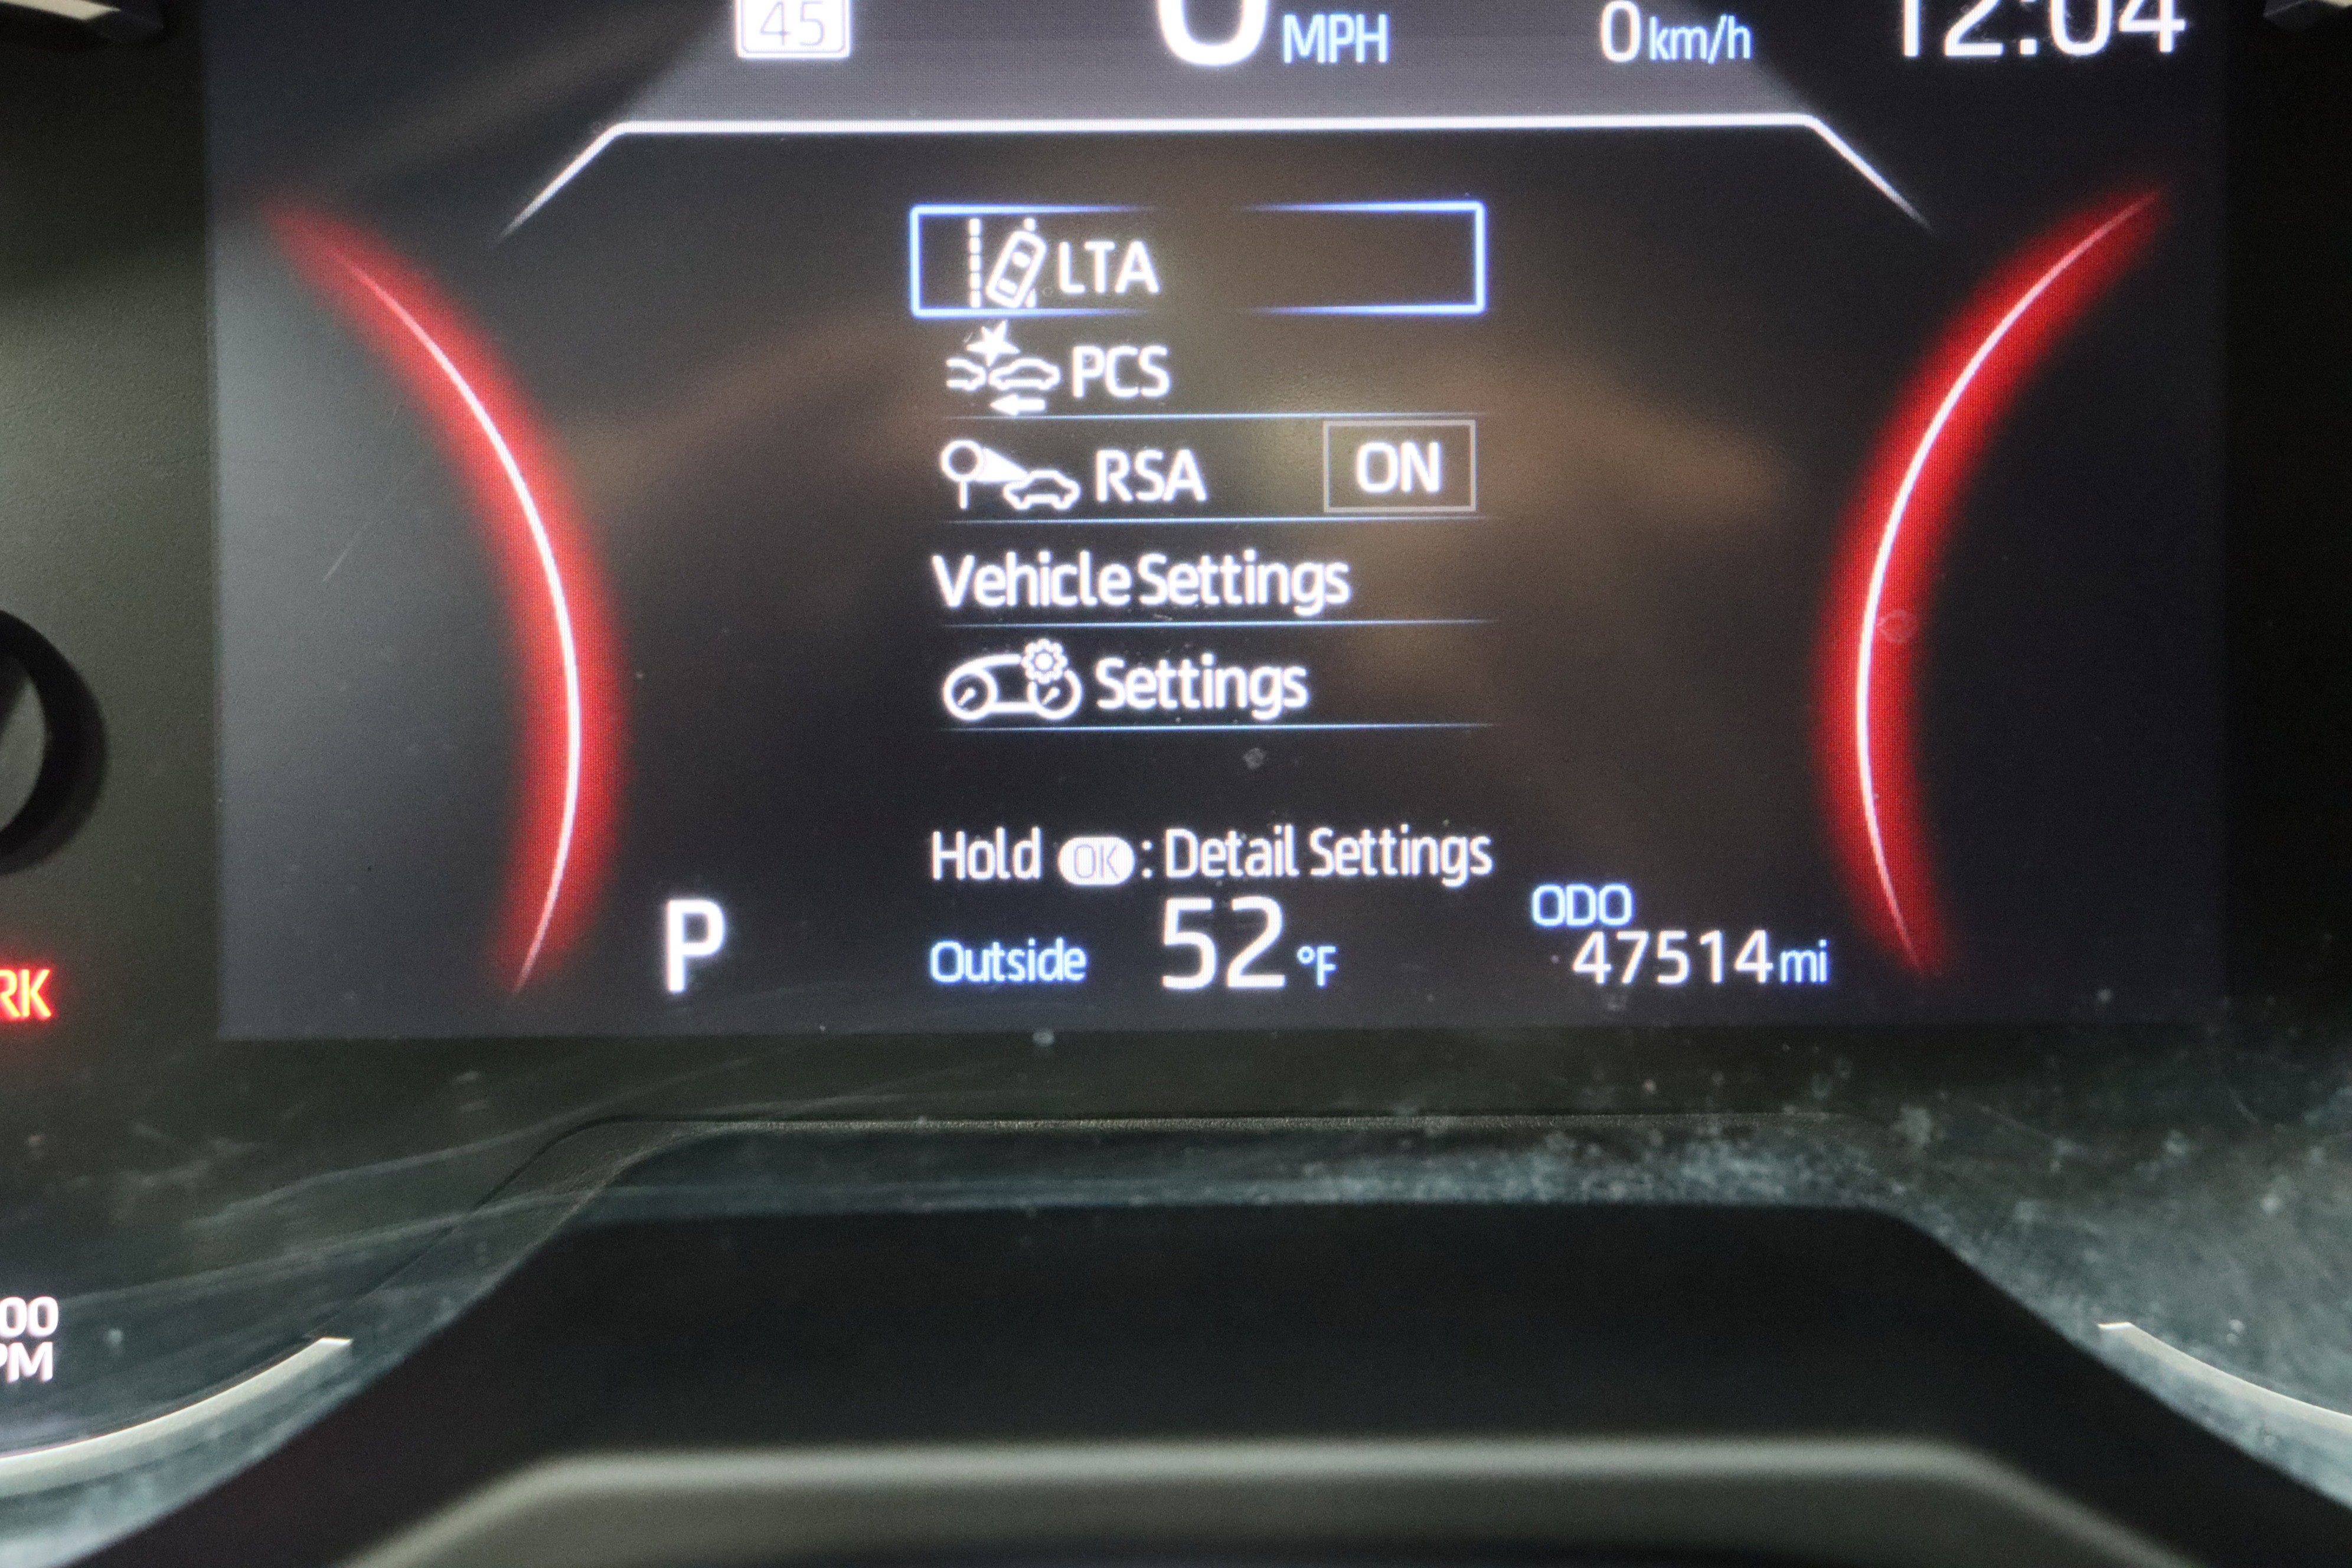 45
0 MPH
0 km/h
12:04
LTA
PCS
RSA ON
Vehicle Settings
Settings
Hold OK : Detail Settings
P
Outside 52 °F
ODO
47514 mi
RK
00
PM